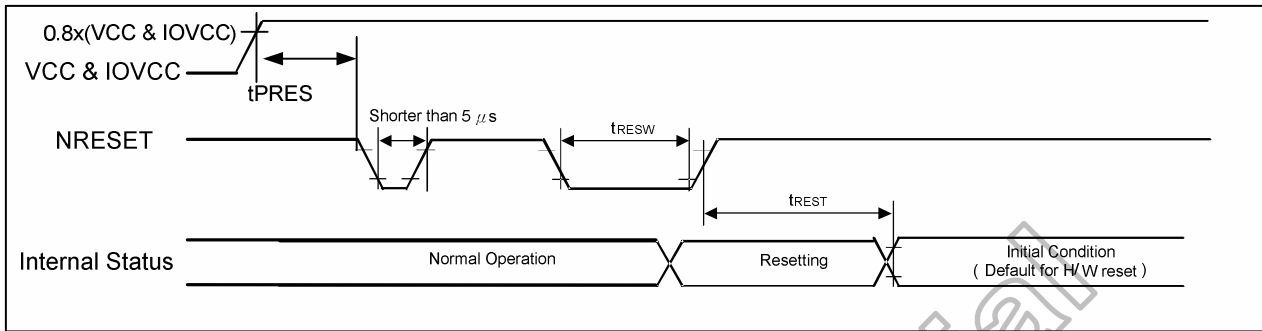 0.8x(VCC & IOVCC)
VCC & IOVCC
tPRES
Shorter than 5 μs
NRESET
tRESW
tREST
Internal Status
Normal Operation
Resetting
Initial Condition
( Default for H/W reset )